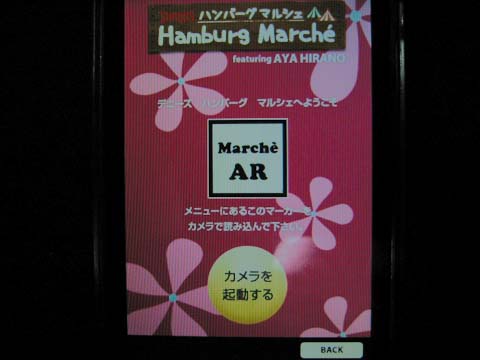 ハンバーグ マルシェ
Hamburg Marché
featuring AYA HIRANO
デニーズ ハンバーグ マルシェへようこそ
Marchè
AR
メニューにあるこのマーカーを
カメラで読み込んで下さい。
カメラを
起動する
BACK